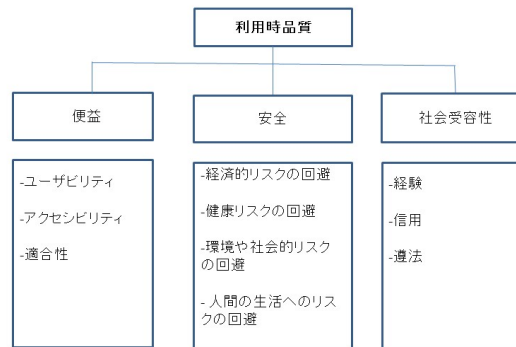 利用時品質
便益
安全
社会受容性
-ユーザビリティ
-アクセシビリティ
-適合性
-経済的リスクの回避
-健康リスクの回避
-環境や社会的リスク
の回避
- 人間の生活へのリス
クの回避
-経験
-信用
-遵法